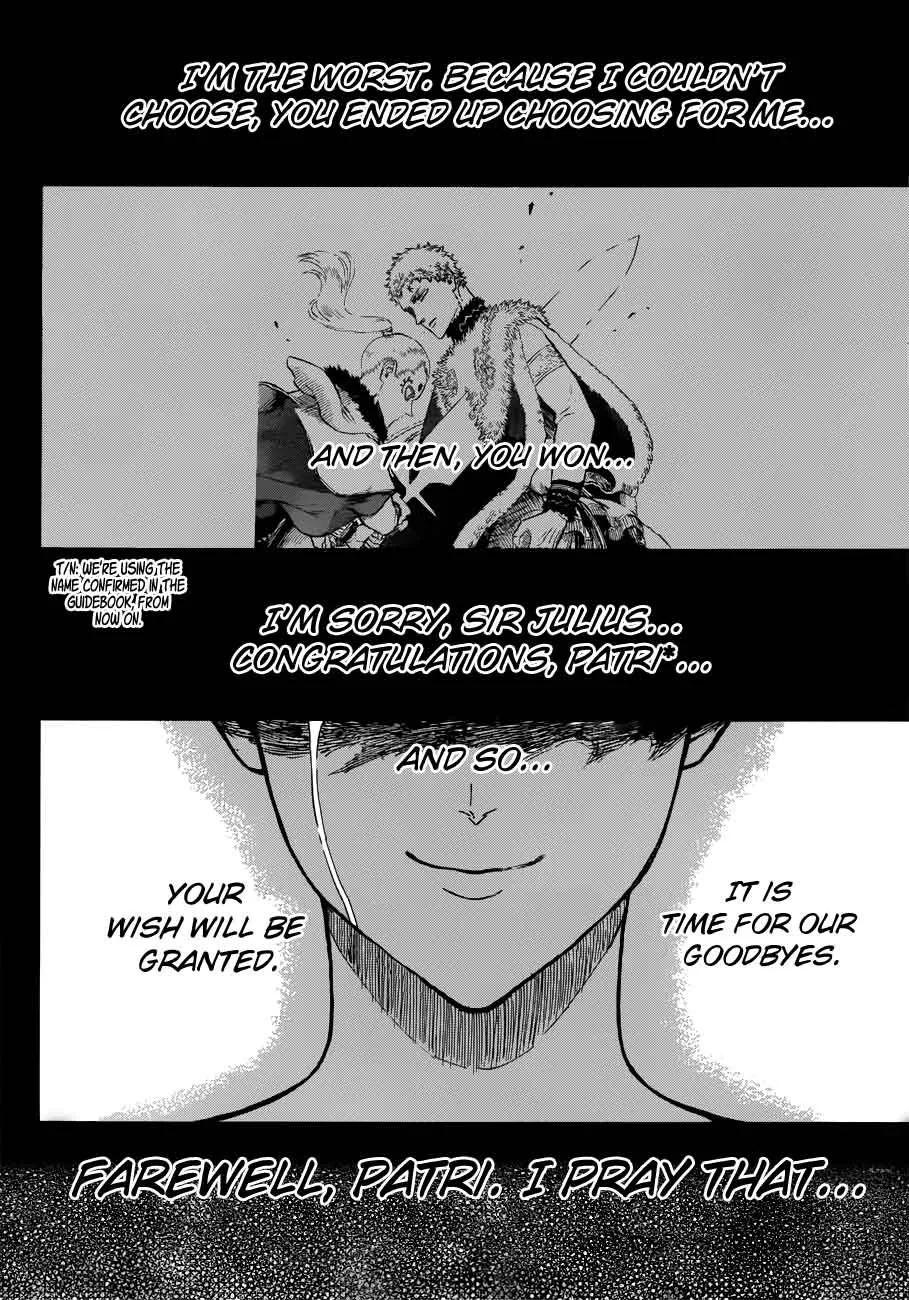 I'M THE WORST. BECAUSE I COULDN'T
CHOOSE, YOU ENDED UP CHOOSING FOR ME...
AND THEN, YOU WON...
T/N: WE'RE USING THE
NAME CONFIRMED IN THE
GUIDEBOOK, FROM
NOW ON.
I'M SORRY, SIR JULIUS...
CONGRATULATIONS, PATRI*...
AND SO...
IT IS
TIME FOR OUR
GOODBYES.
YOUR
WISH WILL BE
GRANTED.
FAREWELL, PATRI. I PRAY THAT...